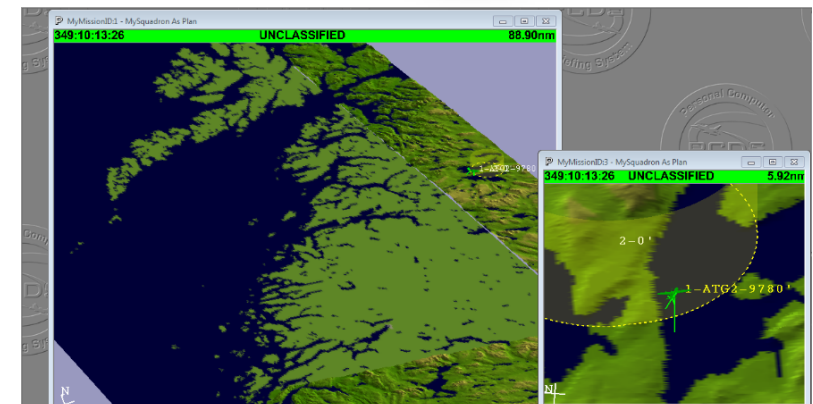 MyMissionID:1 - MySquadron As Plan
349:10:13:26 UNCLASSIFIED 88.90nm
1-ATG2-9780
N
MyMissionID:3 - MySquadron As Plan
349:10:13:26 UNCLASSIFIED 5.92nm
2-0'
1-ATG2-9780'
N
Personal Computer